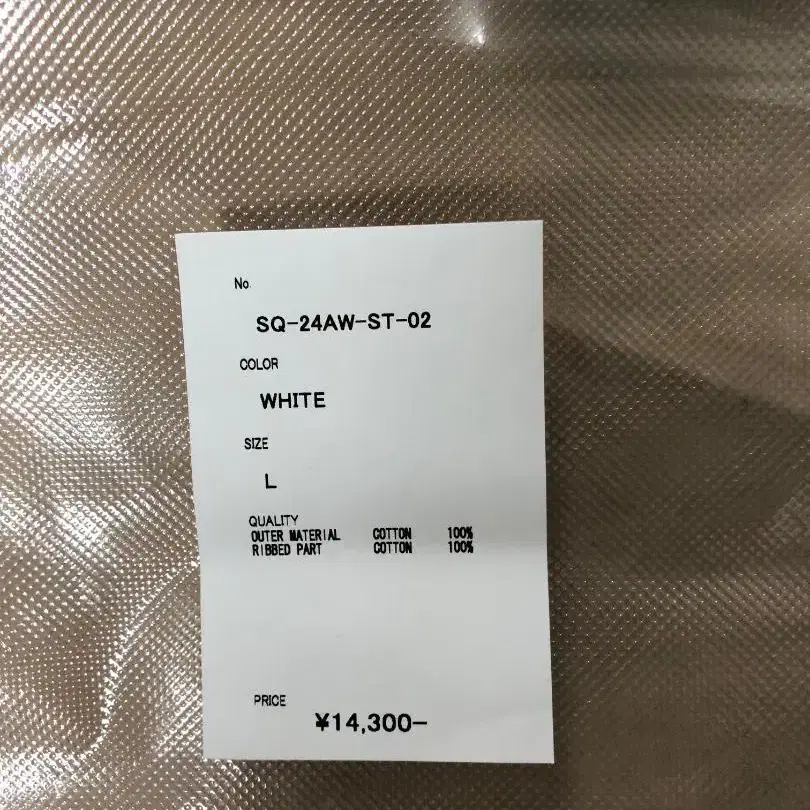 No.
SQ-24AW-ST-02
COLOR
WHITE
SIZE
L
QUALITY
OUTER MATERIAL COTTON 100%
RIBBED PART COTTON 100%
PRICE
¥14,300−